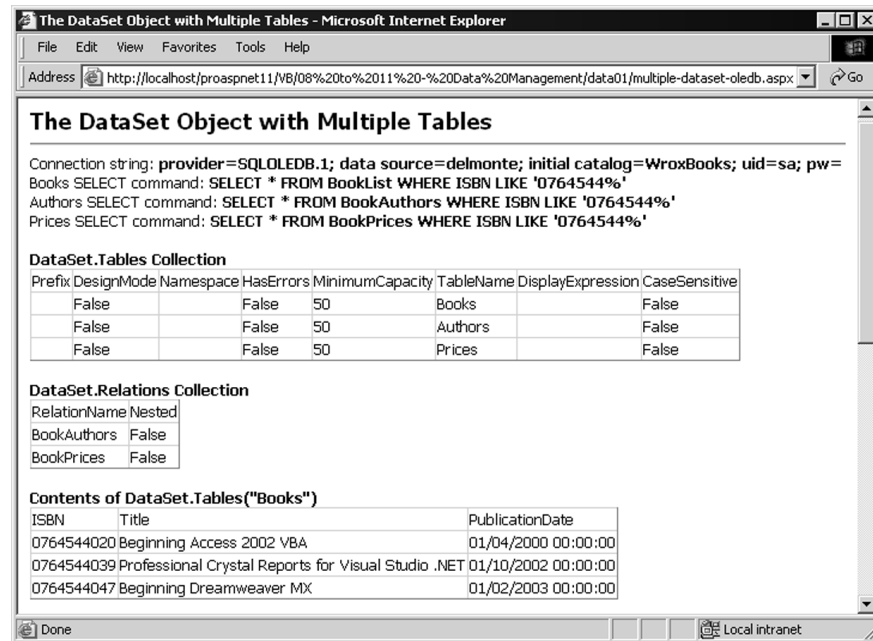 The DataSet Object with Multiple Tables - Microsoft Internet Explorer
File Edit View Favorites Tools Help
Address http://localhost/proaspnet11/VB/08%20to%2011%20-%20Data%20Management/data01/multiple-dataset-oledb.aspx Go
The DataSet Object with Multiple Tables
Connection string: provider=SQLOLEDB.1; data source=delmonte; initial catalog=WroxBooks; uid=sa; pw=
Books SELECT command: SELECT * FROM BookList WHERE ISBN LIKE '0764544%'
Authors SELECT command: SELECT * FROM BookAuthors WHERE ISBN LIKE '0764544%'
Prices SELECT command: SELECT * FROM BookPrices WHERE ISBN LIKE '0764544%'
DataSet.Tables Collection
Prefix DesignMode Namespace HasErrors MinimumCapacity TableName DisplayExpression CaseSensitive
False False 50 Books False
False False 50 Authors False
False False 50 Prices False
DataSet.Relations Collection
RelationName Nested
BookAuthors False
BookPrices False
Contents of DataSet.Tables("Books")
ISBN Title PublicationDate
0764544020 Beginning Access 2002 VBA 01/04/2000 00:00:00
0764544039 Professional Crystal Reports for Visual Studio .NET 01/10/2002 00:00:00
0764544047 Beginning Dreamweaver MX 01/02/2003 00:00:00
Done Local intranet